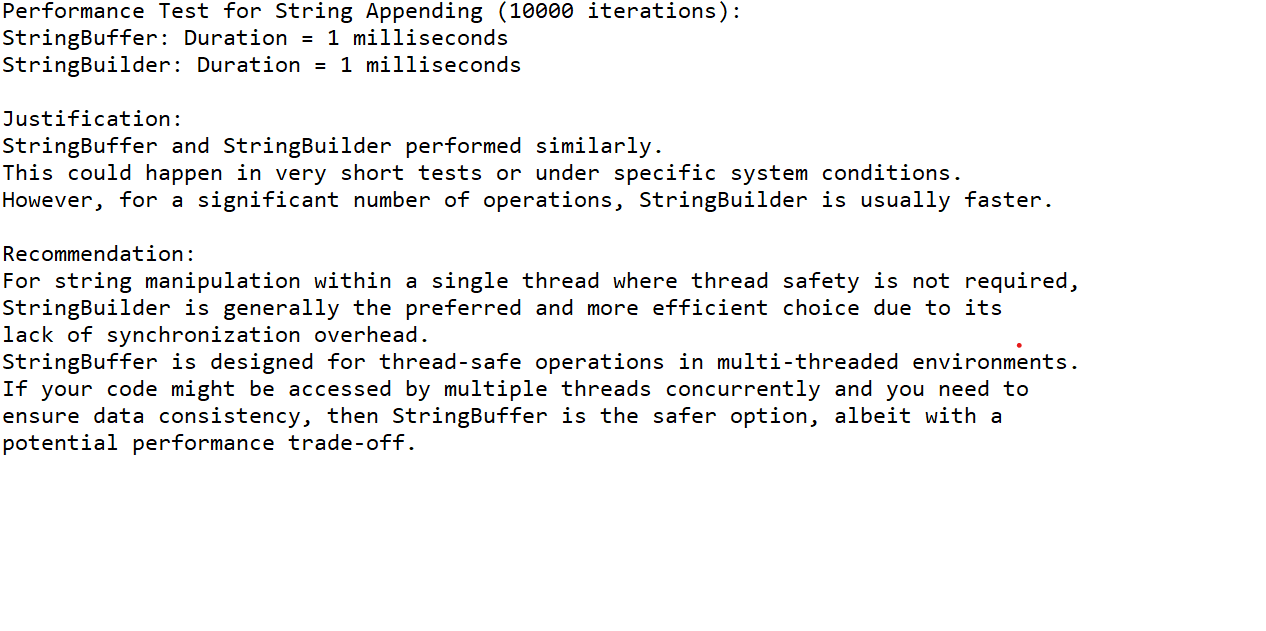 Performance Test for String Appending (10000 iterations):
StringBuffer: Duration = 1 milliseconds
StringBuilder: Duration = 1 milliseconds
Justification:
StringBuffer and StringBuilder performed similarly.
This could happen in very short tests or under specific system conditions.
However, for a significant number of operations, StringBuilder is usually faster.
Recommendation:
For string manipulation within a single thread where thread safety is not required,
StringBuilder is generally the preferred and more efficient choice due to its
lack of synchronization overhead.
StringBuffer is designed for thread-safe operations in multi-threaded environments.
If your code might be accessed by multiple threads concurrently and you need to
ensure data consistency, then StringBuffer is the safer option, albeit with a
potential performance trade-off.